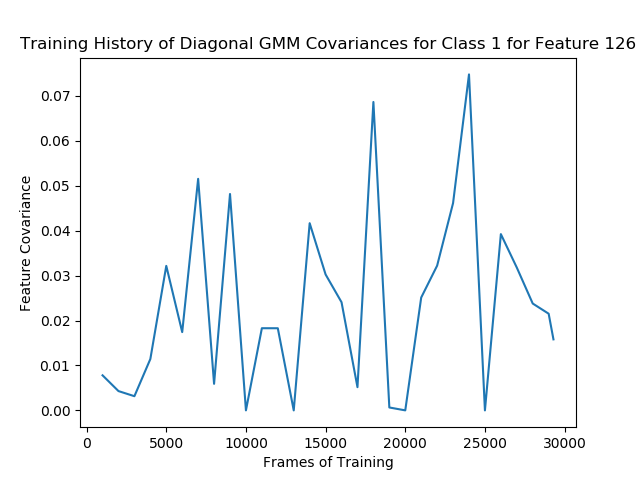 Training History of Diagonal GMM Covariances for Class 1 for Feature 126
0.07
0.06
0.05
0.04
0.03
0.02
0.01
0.00
Feature Covariance
0 5000 10000 15000 20000 25000 30000
Frames of Training